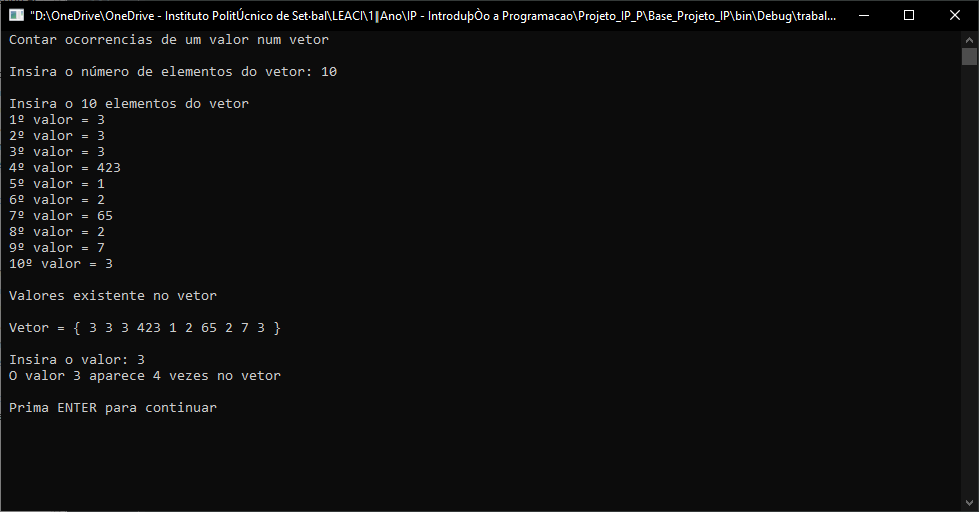 "D:\OneDrive\OneDrive - Instituto PolitÚcnico de Set·bal\LEACI\1║Ano\IP - IntroduþÒo a Programacao\Projeto_IP_P\Base_Projeto_IP\bin\Debug\trabal...
Contar ocorrencias de um valor num vetor
Insira o número de elementos do vetor: 10
Insira o 10 elementos do vetor
1º valor = 3
2º valor = 3
3º valor = 3
4º valor = 423
5º valor = 1
6º valor = 2
7º valor = 65
8º valor = 2
9º valor = 7
10º valor = 3
Valores existente no vetor
Vetor = { 3 3 3 423 1 2 65 2 7 3 }
Insira o valor: 3
O valor 3 aparece 4 vezes no vetor
Prima ENTER para continuar